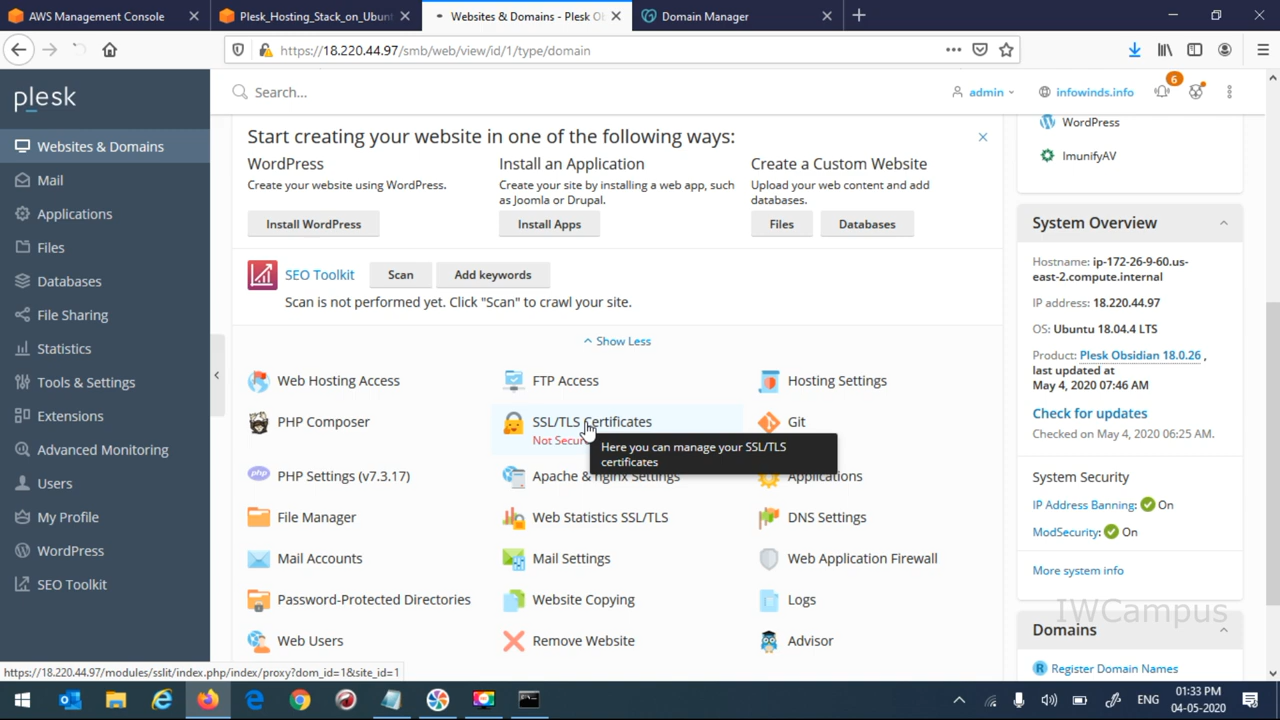 AWS Management Console
Plesk_Hosting_Stack_on_Ubunt
Websites & Domains - Plesk O
Domain Manager
https://18.220.44.97/smb/web/view/id/1/type/domain
plesk
Search...
admin
infowinds.info
6
Websites & Domains
Mail
Applications
Files
Databases
File Sharing
Statistics
Tools & Settings
Extensions
Advanced Monitoring
Users
My Profile
WordPress
SEO Toolkit
Start creating your website in one of the following ways:
WordPress
Create your website using WordPress.
Install WordPress
Install an Application
Create your site by installing a web app, such
as Joomla or Drupal.
Install Apps
Create a Custom Website
Upload your web content and add
databases.
Files
Databases
SEO Toolkit
Scan
Add keywords
Scan is not performed yet. Click "Scan" to crawl your site.
Show Less
Web Hosting Access
FTP Access
Hosting Settings
PHP Composer
SSL/TLS Certificates
Not Secur
Git
Here you can manage your SSL/TLS
certificates
PHP Settings (v7.3.17)
Apache & nginx Settings
Applications
File Manager
Web Statistics SSL/TLS
DNS Settings
Mail Accounts
Mail Settings
Web Application Firewall
Password-Protected Directories
Website Copying
Logs
Web Users
Remove Website
Advisor
WordPress
ImunifyAV
System Overview
Hostname: ip-172-26-9-60.us-
east-2.compute.internal
IP address: 18.220.44.97
OS: Ubuntu 18.04.4 LTS
Product: Plesk Obsidian 18.0.26 ,
last updated at
May 4, 2020 07:46 AM
Check for updates
Checked on May 4, 2020 06:25 AM.
System Security
IP Address Banning: On
ModSecurity: On
More system info
IWCampus
Domains
R Register Domain Names
https://18.220.44.97/modules/sslit/index.php/index/proxy?dom_id=1&site_id=1
ENG
01:33 PM
04-05-2020